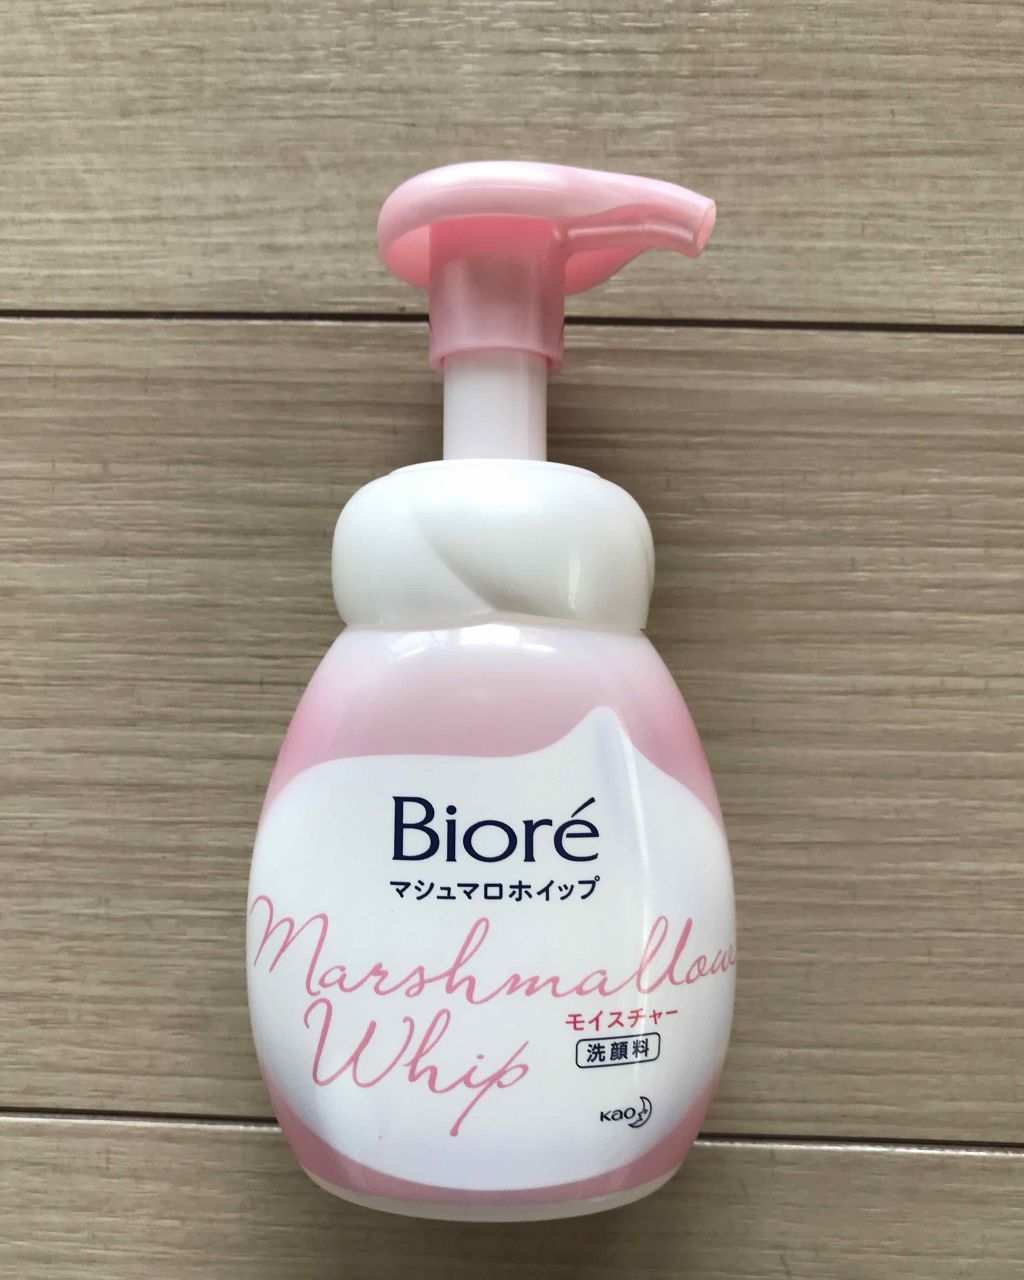 Bioré
マシュマロホイップ
Marshmallow
Whip
モイスチャー
洗顔料
Kao